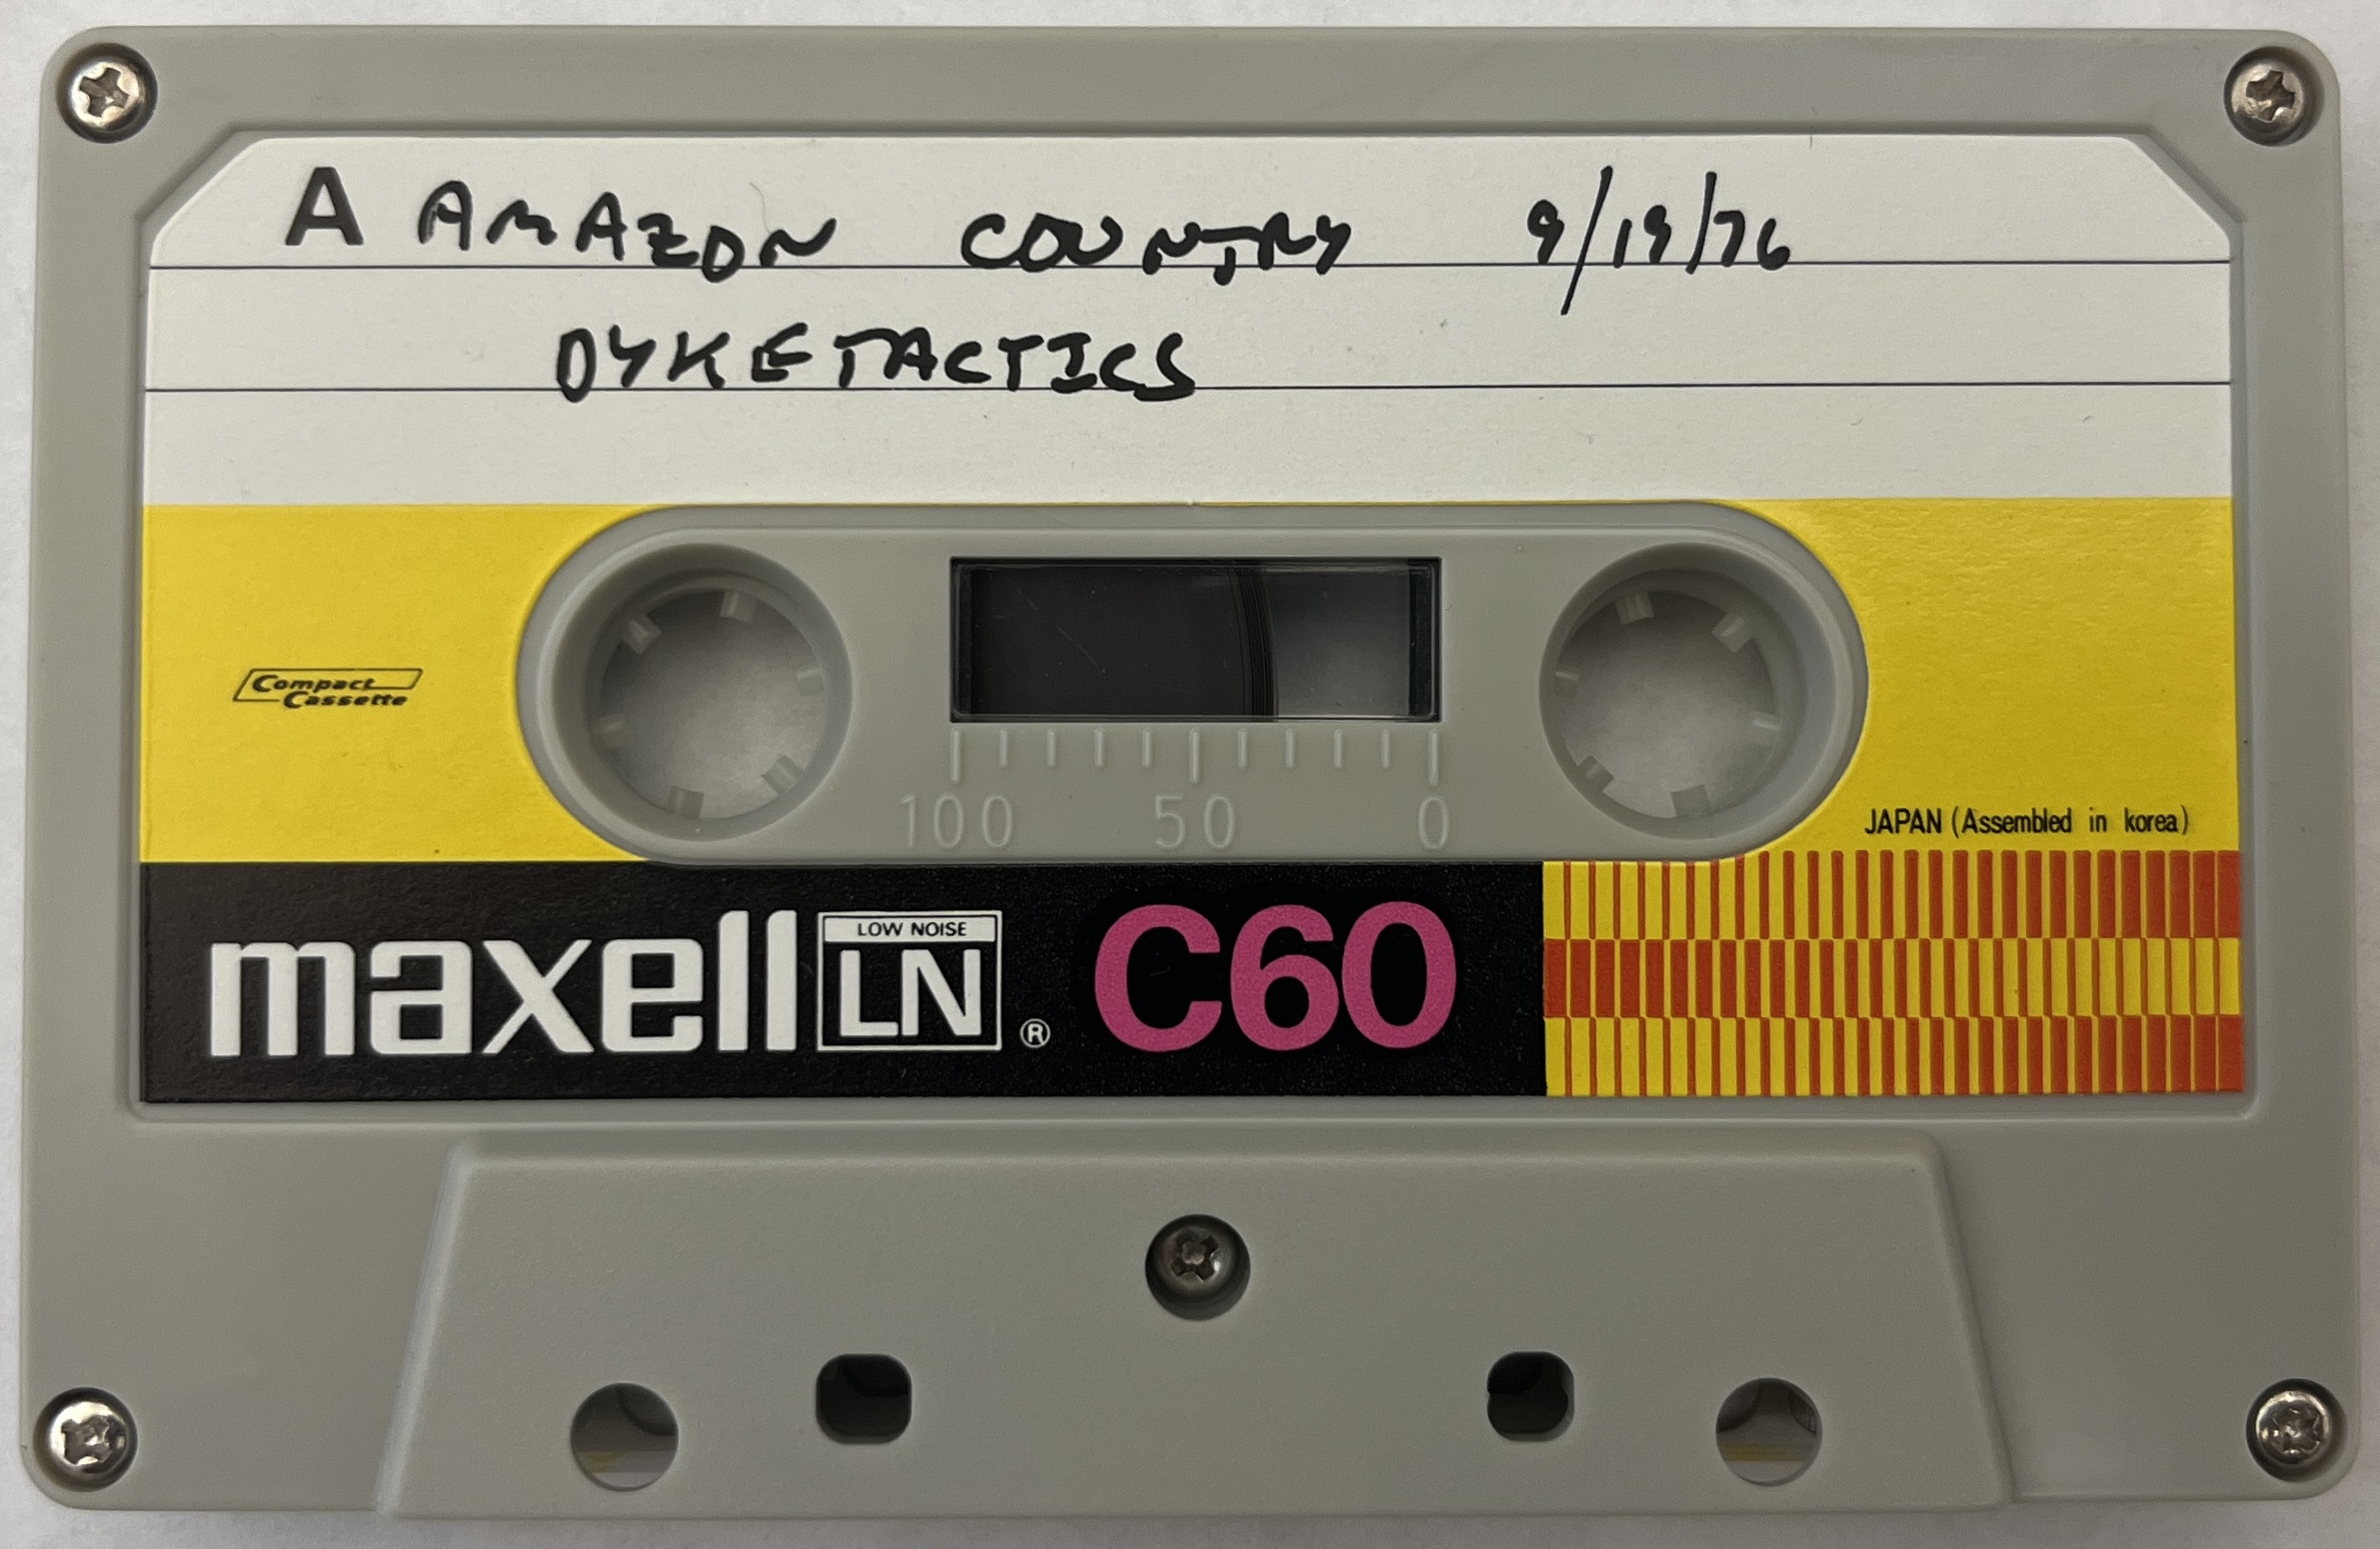 A AMAZON COUNTRY 9/19/76
DYKETACTICS
Compact
Cassette
100 50 0
JAPAN (Assembled in korea)
maxell LOW NOISE LN ® C60